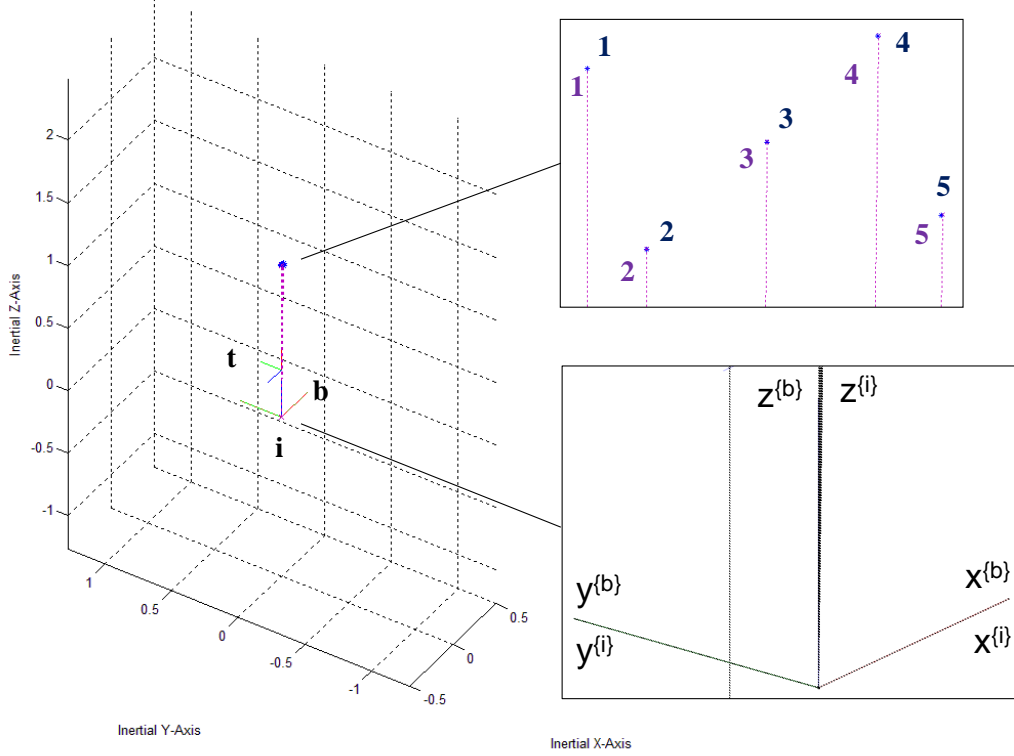 2
1.5
1
0.5
0
-0.5
-1
Inertial Z-Axis
t
b
i
1
0.5
0
-0.5
-1
0.5
0
-0.5
Inertial Y-Axis
Inertial X-Axis
1
1
2
2
3
3
4
4
5
5
z{b} z{i}
y{b} x{b}
y{i} x{i}